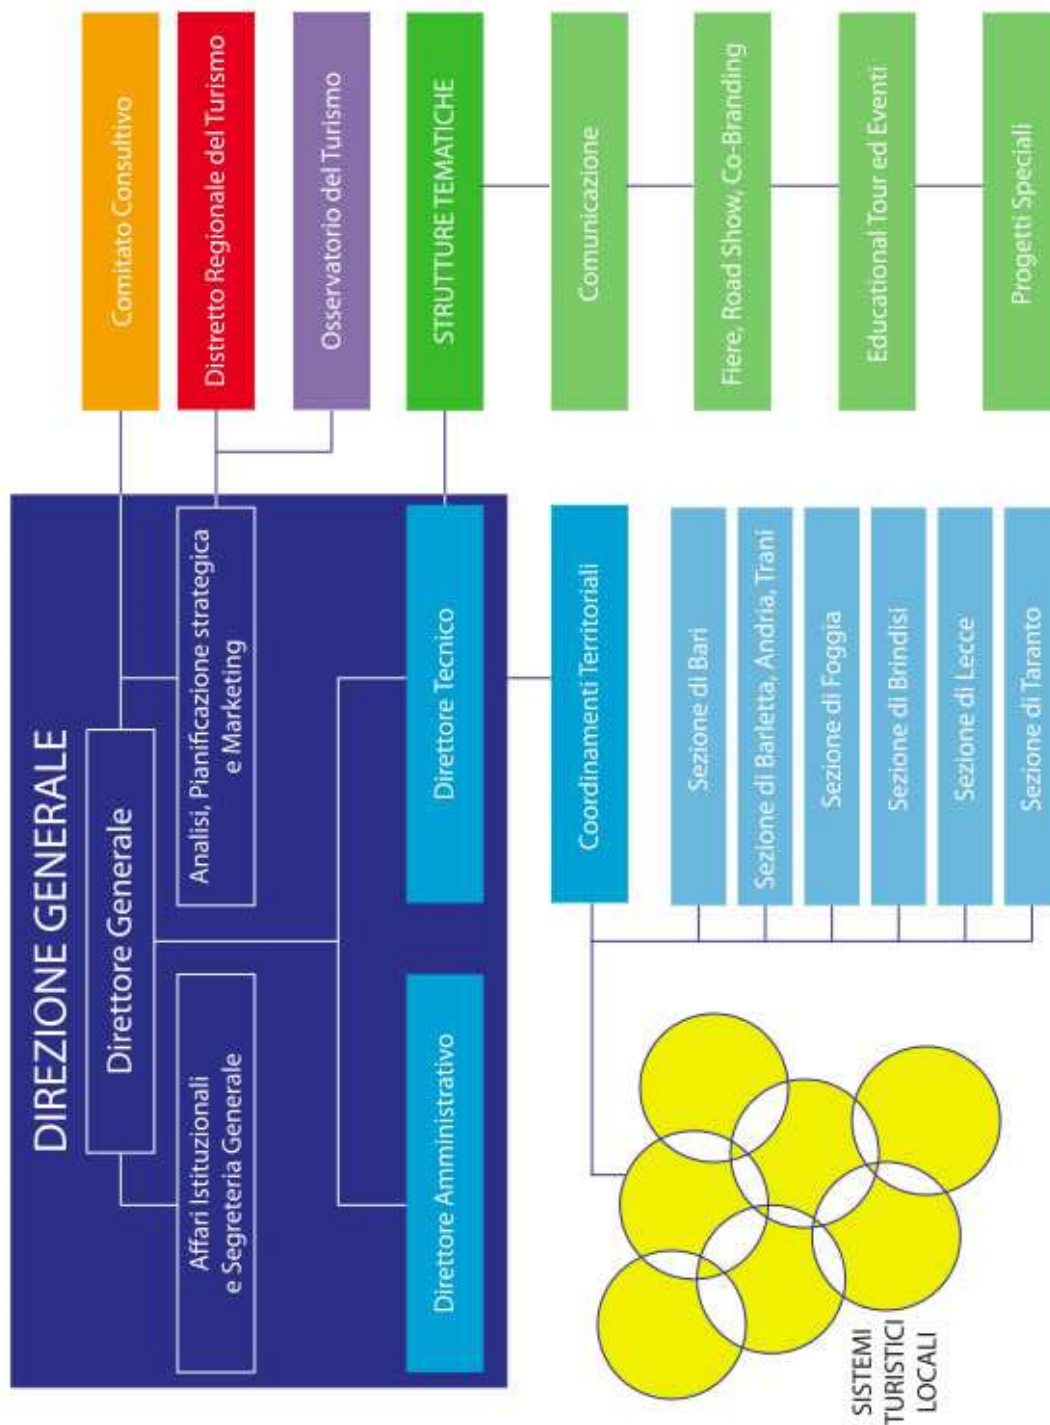 DIREZIONE GENERALE
Direttore Generale
Comitato Consultivo
Affari Istituzionali
e Segreteria Generale
Analisi, Pianificazione strategica
e Marketing
Distretto Regionale del Turismo
Osservatorio del Turismo
Direttore Amministrativo
Direttore Tecnico
STRUTTURE TEMATICHE
Coordinamenti Territoriali
Comunicazione
Fiere, Road Show, Co-Branding
Educational Tour ed Eventi
Progetti Speciali
Sezione di Bari
Sezione di Barletta, Andria, Trani
Sezione di Foggia
Sezione di Brindisi
Sezione di Lecce
Sezione di Taranto
SISTEMI
TURISTICI
LOCALI